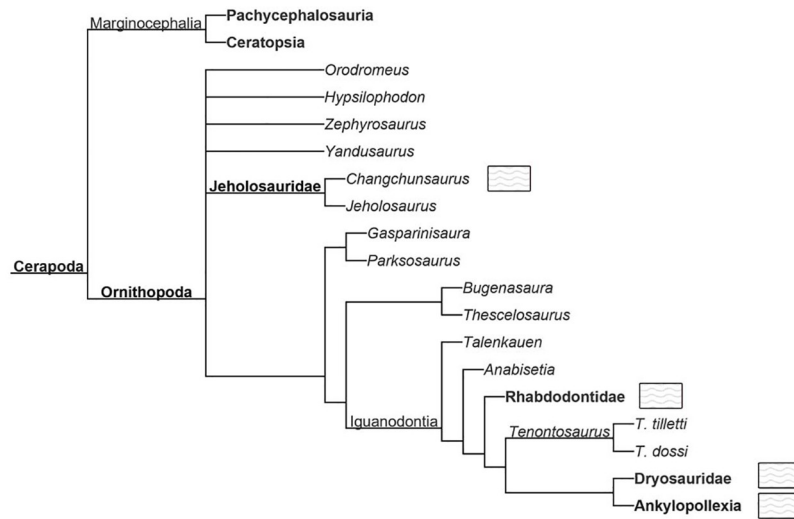 Marginocephalia
Pachycephalosauria
Ceratopsia
Orodromeus
Hypsilophodon
Zephyrosaurus
Yandusaurus
Jeholosauridae
Changchunsaurus
Jeholosaurus
Gasparinisaura
Parksosaurus
Cerapoda
Ornithopoda
Bugenasaura
Thescelosaurus
Talenkauen
Anabisetia
Rhabdodontidae
Iguanodontia
Tenontosaurus
T. tilletti
T. dossi
Dryosauridae
Ankylopollexia